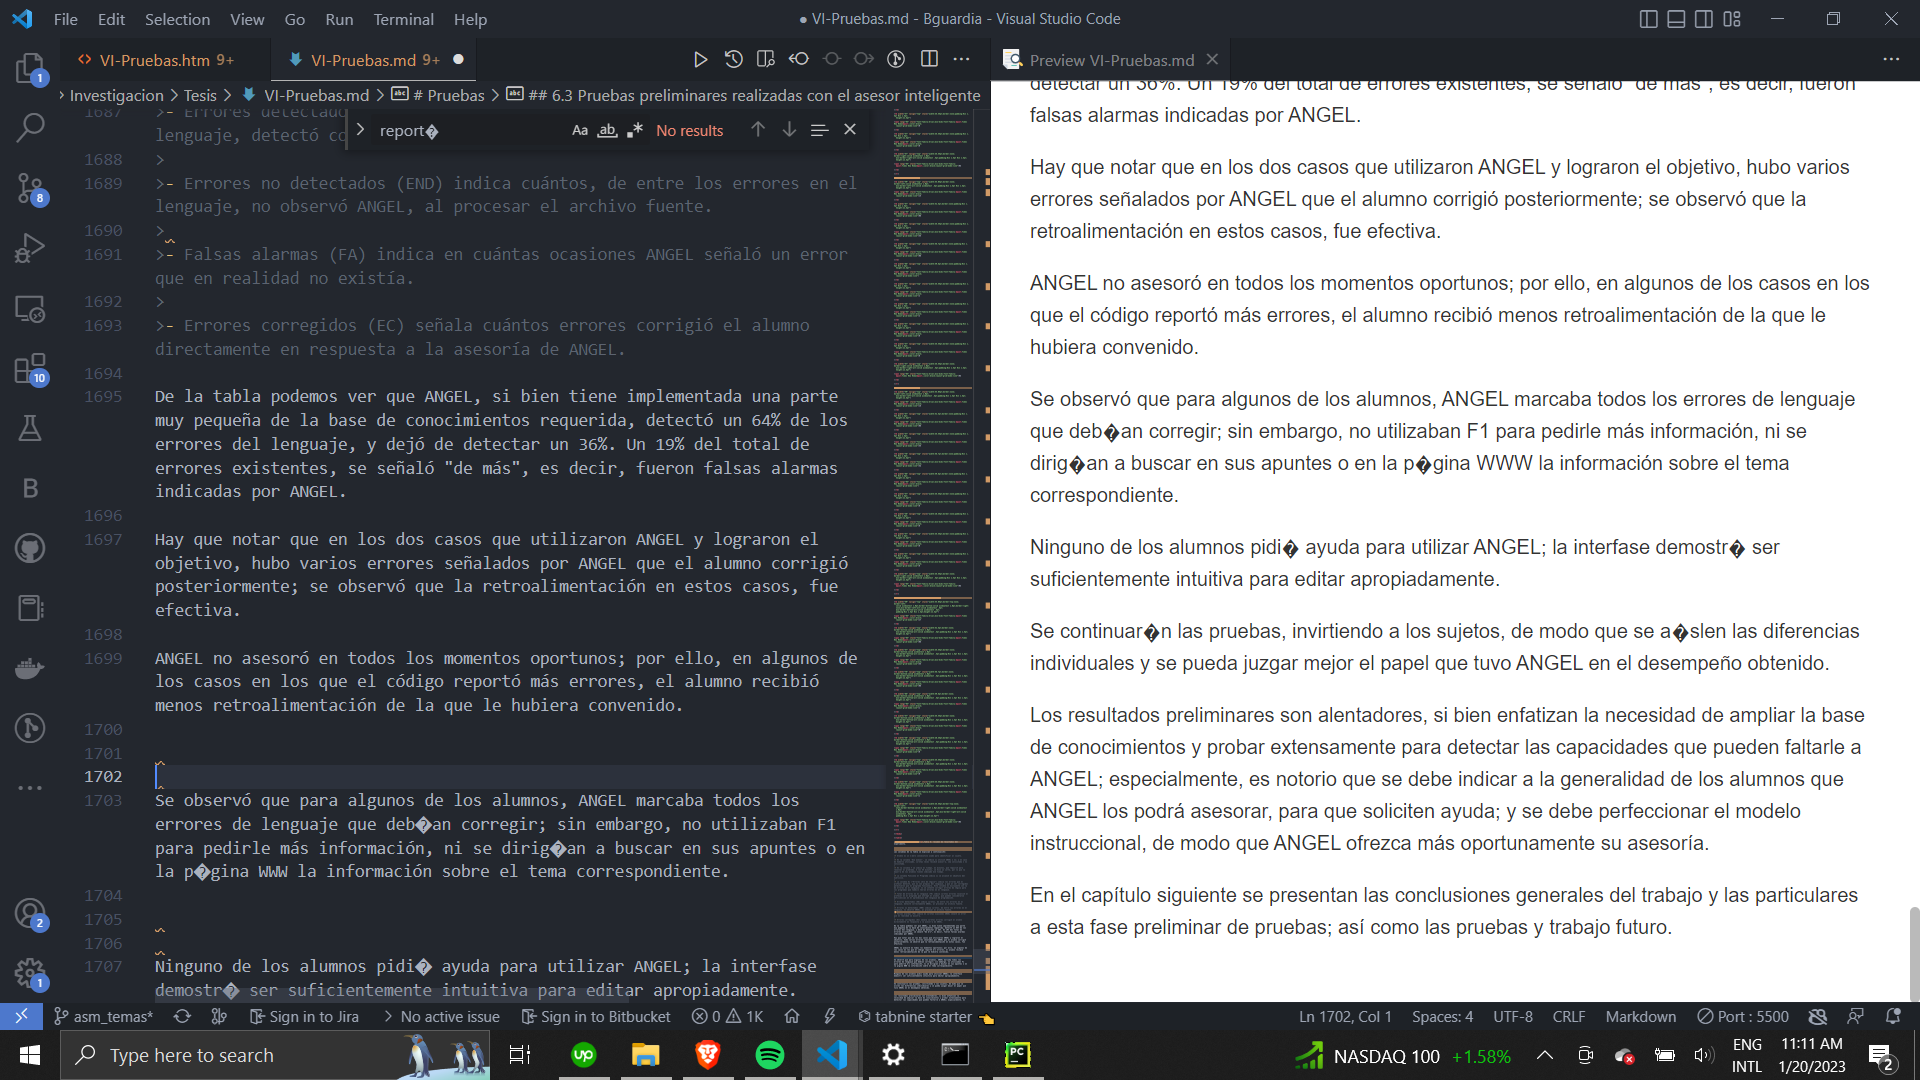 File Edit Selection View Go Run Terminal Help
● VI-Pruebas.md - Bguardia - Visual Studio Code
VI-Pruebas.htm 9+
VI-Pruebas.md 9+
Preview VI-Pruebas.md
Investigacion > Tesis > VI-Pruebas.md > # Pruebas > ## 6.3 Pruebas preliminares realizadas con el asesor inteligente
report�
Aa ab No results
1687 >- Errores detectado
lenguaje, detectó co
1688 >
1689 >- Errores no detectados (END) indica cuántos, de entre los errores en el
lenguaje, no observó ANGEL, al procesar el archivo fuente.
1690 >
1691 >- Falsas alarmas (FA) indica en cuántas ocasiones ANGEL señaló un error
que en realidad no existía.
1692 >
1693 >- Errores corregidos (EC) señala cuántos errores corrigió el alumno
directamente en respuesta a la asesoría de ANGEL.
1694
1695 De la tabla podemos ver que ANGEL, si bien tiene implementada una parte
muy pequeña de la base de conocimientos requerida, detectó un 64% de los
errores del lenguaje, y dejó de detectar un 36%. Un 19% del total de
errores existentes, se señaló "de más", es decir, fueron falsas alarmas
indicadas por ANGEL.
1696
1697 Hay que notar que en los dos casos que utilizaron ANGEL y lograron el
objetivo, hubo varios errores señalados por ANGEL que el alumno corrigió
posteriormente; se observó que la retroalimentación en estos casos, fue
efectiva.
1698
1699 ANGEL no asesoró en todos los momentos oportunos; por ello, en algunos de
los casos en los que el código reportó más errores, el alumno recibió
menos retroalimentación de la que le hubiera convenido.
1700
1701
1702
1703 Se observó que para algunos de los alumnos, ANGEL marcaba todos los
errores de lenguaje que deb�an corregir; sin embargo, no utilizaban F1
para pedirle más información, ni se dirig�an a buscar en sus apuntes o en
la p�gina WWW la información sobre el tema correspondiente.
1704
1705
1706
1707 Ninguno de los alumnos pidi� ayuda para utilizar ANGEL; la interfase
demostr� ser suficientemente intuitiva para editar apropiadamente.
detectar un 36%. Un 19% del total de errores existentes, se señaló "de más", es decir, fueron
falsas alarmas indicadas por ANGEL.
Hay que notar que en los dos casos que utilizaron ANGEL y lograron el objetivo, hubo varios
errores señalados por ANGEL que el alumno corrigió posteriormente; se observó que la
retroalimentación en estos casos, fue efectiva.
ANGEL no asesoró en todos los momentos oportunos; por ello, en algunos de los casos en los
que el código reportó más errores, el alumno recibió menos retroalimentación de la que le
hubiera convenido.
Se observó que para algunos de los alumnos, ANGEL marcaba todos los errores de lenguaje
que deb�an corregir; sin embargo, no utilizaban F1 para pedirle más información, ni se
dirig�an a buscar en sus apuntes o en la p�gina WWW la información sobre el tema
correspondiente.
Ninguno de los alumnos pidi� ayuda para utilizar ANGEL; la interfase demostr� ser
suficientemente intuitiva para editar apropiadamente.
Se continuar�n las pruebas, invirtiendo a los sujetos, de modo que se a�slen las diferencias
individuales y se pueda juzgar mejor el papel que tuvo ANGEL en el desempeño obtenido.
Los resultados preliminares son alentadores, si bien enfatizan la necesidad de ampliar la base
de conocimientos y probar extensamente para detectar las capacidades que pueden faltarle a
ANGEL; especialmente, es notorio que se debe indicar a la generalidad de los alumnos que
ANGEL los podrá asesorar, para que soliciten ayuda; y se debe perfeccionar el modelo
instruccional, de modo que ANGEL ofrezca más oportunamente su asesoría.
En el capítulo siguiente se presentan las conclusiones generales del trabajo y las particulares
a esta fase preliminar de pruebas; así como las pruebas y trabajo futuro.
1
8
10
B
2
1
asm_temas* Sign in to Jira No active issue Sign in to Bitbucket 0 1K tabnine starter
Ln 1702, Col 1 Spaces: 4 UTF-8 CRLF Markdown Port : 5500
Type here to search
up
PC
NASDAQ 100 +1.58%
ENG
INTL
11:11 AM
1/20/2023
2